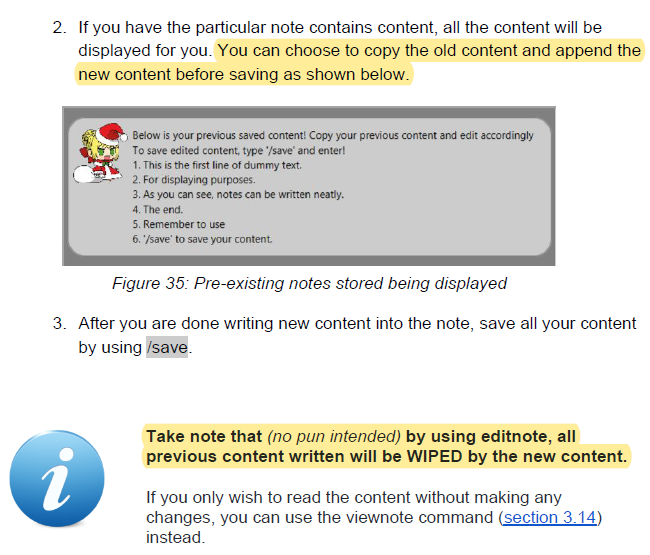 2. If you have the particular note contains content, all the content will be
displayed for you. You can choose to copy the old content and append the
new content before saving as shown below.
Below is your previous saved content! Copy your previous content and edit accordingly
To save edited content, type '/save' and enter!
1. This is the first line of dummy text.
2. For displaying purposes.
3. As you can see, notes can be written neatly.
4. The end.
5. Remember to use
6. '/save' to save your content.
Figure 35: Pre-existing notes stored being displayed
3. After you are done writing new content into the note, save all your content
by using /save.
i
Take note that (no pun intended) by using editnote, all
previous content written will be WIPED by the new content.
If you only wish to read the content without making any
changes, you can use the viewnote command (section 3.14)
instead.